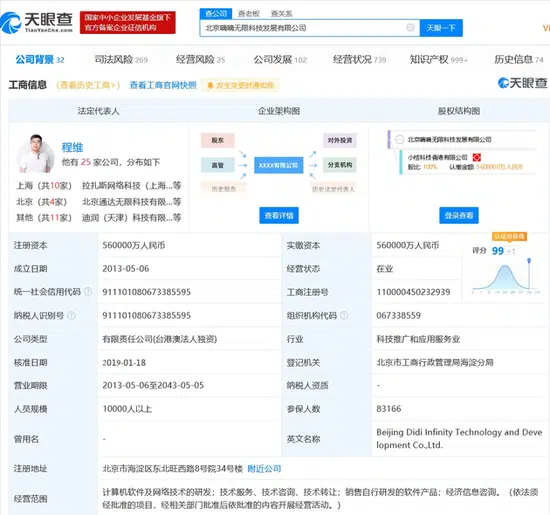 天眼查
TianYanCha.com
国家中小企业发展基金旗下
官方备案企业征信机构
查公司 查老板 查关系
北京嘀嘀无限科技发展有限公司
天眼一下
公司背景 32 司法风险 269 经营风险 25 公司发展 102 经营状况 739 知识产权 999+ 历史信息 74
工商信息 (查看历史工商>) 查看工商官网快照 发生变更时通知我 天眼查
法定代表人 企业架构图 股权结构图
程维
他有 25 家公司，分布如下
上海（共10家） 拉扎斯网络科技（上海...等
北京（共4家） 北京通达无限科技有限...等
其他（共11家） 迪润（天津）科技有限...等
股东 对外投资
高管 XXXX有限公司 分支机构
历史股东 历史法定代表人
查看详情
北京嘀嘀无限科技发展有限公司
小桔科技香港有限公司
股比：100% 认缴金额：560000万人民币
登录查看
注册资本 560000万人民币 实缴资本 560000万人民币
评分 99
成立日期 2013-05-06 经营状态 在业
统一社会信用代码 911101080673385595 工商注册号 110000450232939
纳税人识别号 911101080673385595 组织机构代码 067338559
公司类型 有限责任公司(台港澳法人独资) 行业 科技推广和应用服务业
核准日期 2019-01-18 登记机关 北京市工商行政管理局海淀分局
营业期限 2013-05-06至2043-05-05 纳税人资质 -
人员规模 10000人以上 参保人数 83166
曾用名 - 英文名称 Beijing Didi Infinity Technology and Deve
lopment Co.,Ltd.
注册地址 北京市海淀区东北旺西路8号院34号楼 附近公司
经营范围 计算机软件及网络技术的研发；技术服务、技术咨询、技术转让；销售自行研发的软件产品；经济信息咨询。（依法须
经批准的项目，经相关部门批准后依批准的内容开展经营活动。）